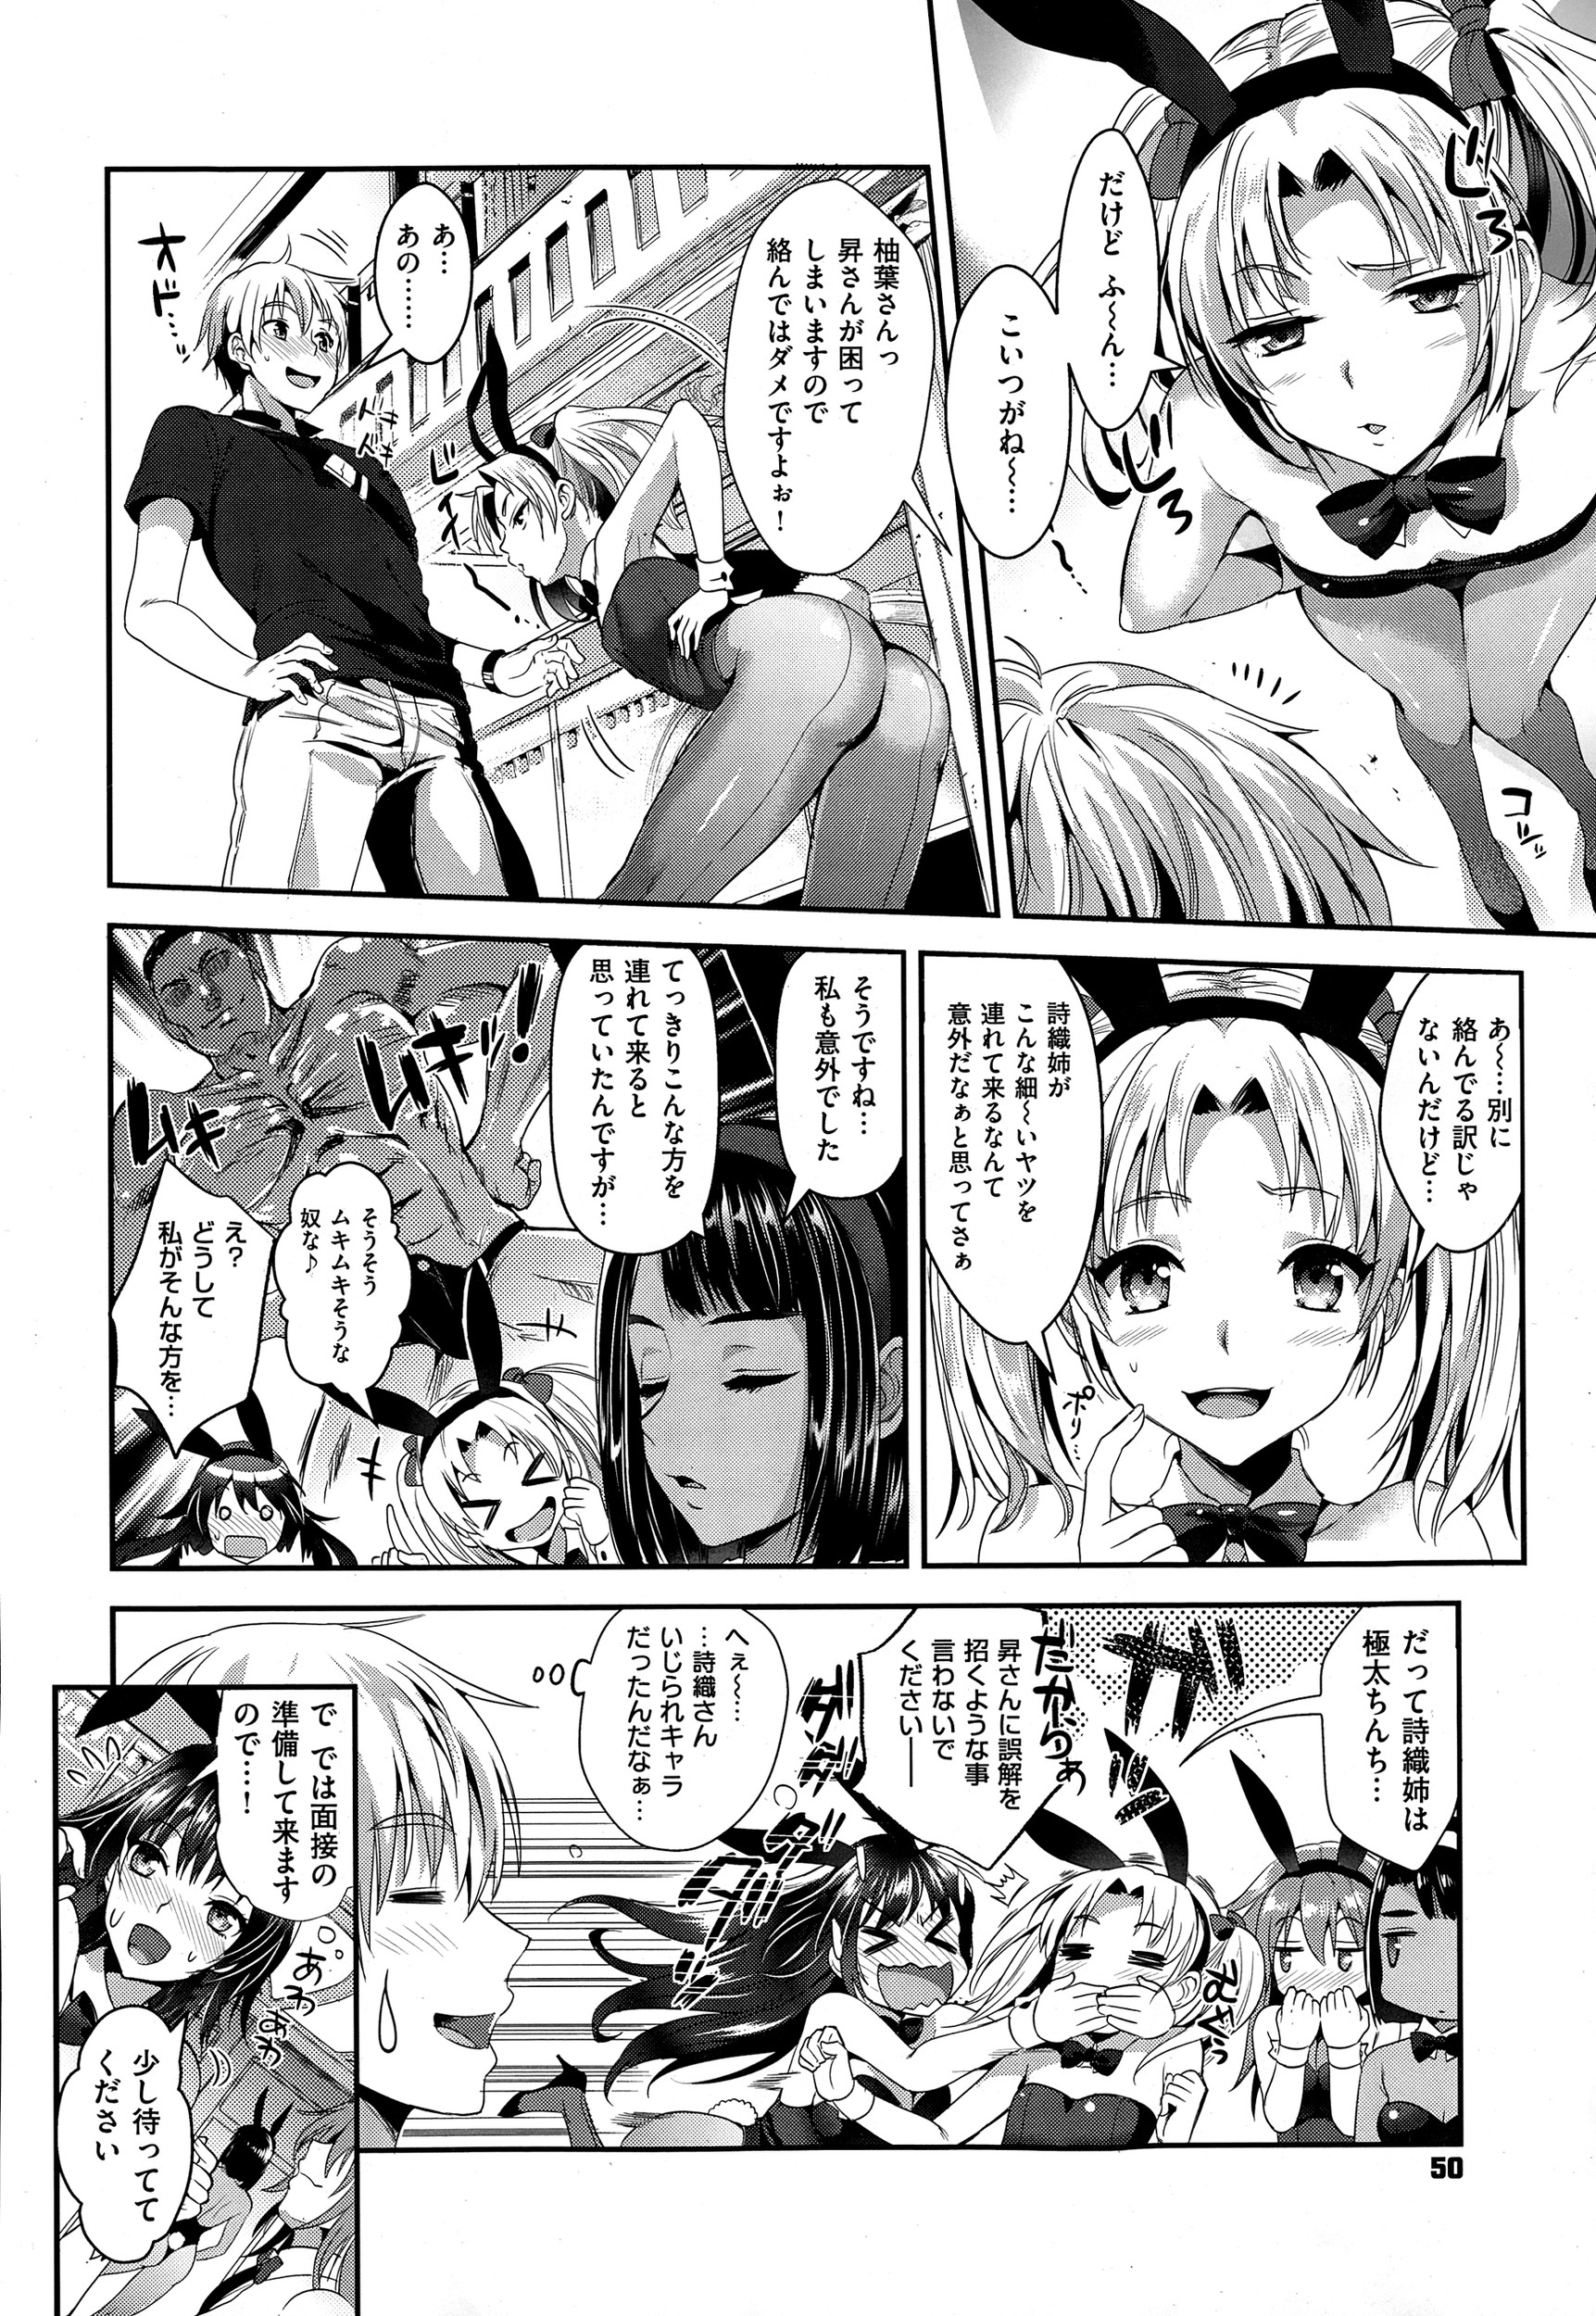 だけど ふ〜ん…
こいつがね〜…
じろ
じろ
コツッ
柚葉さんっ
昇さんが困って
しまいますので
絡んではダメですよぉ！
あ…
あの……
オド…
ドキ
ドキ
じー
あ〜…別に
絡んでる訳じゃ
ないんだけど…
詩織姉が
こんな細〜いヤツを
連れて来るなんて
意外だなぁと思ってさぁ
ポリ…
そうですね…
私も意外でした
てっきりこんな方を
連れて来ると
思っていたんですが…
ムキッ！
ムキ
そうそう
ムキムキそうな
奴な♪
え？
どうして
私がそんな方を…
だって詩織姉は
極太ちんち…
だからぁ
昇さんに誤解を
招くような事
言わないで
ください――
へぇ〜…
…詩織さん
いじられキャラ
だったんだなぁ…
で では面接の
準備して来ます
ので…！
あわ
あわ
少し待ってて
ください
50